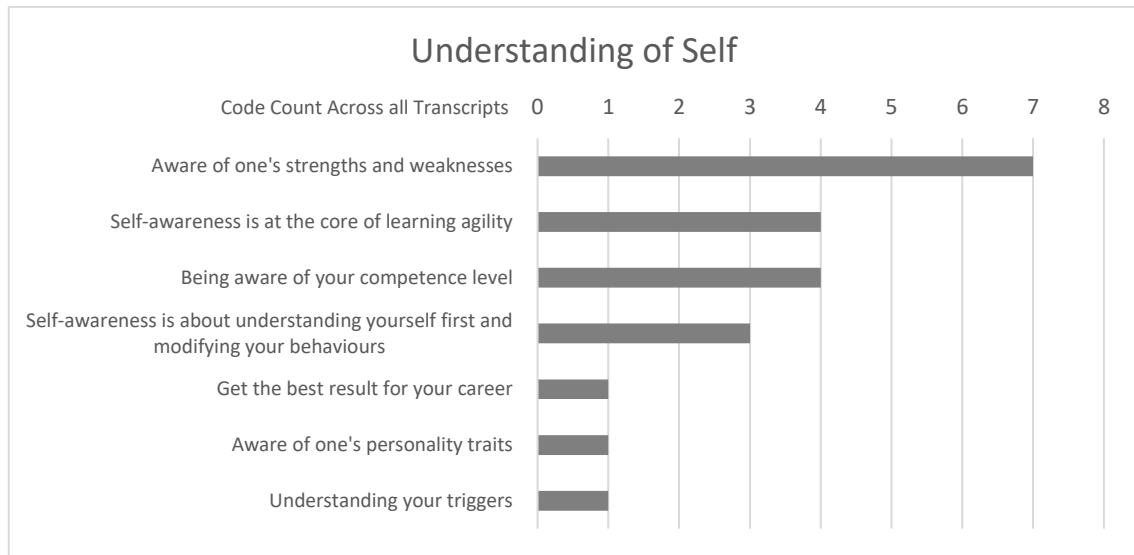 Understanding of Self
Code Count Across all Transcripts 0 1 2 3 4 5 6 7 8
Aware of one's strengths and weaknesses
Self-awareness is at the core of learning agility
Being aware of your competence level
Self-awareness is about understanding yourself first and
modifying your behaviours
Get the best result for your career
Aware of one's personality traits
Understanding your triggers